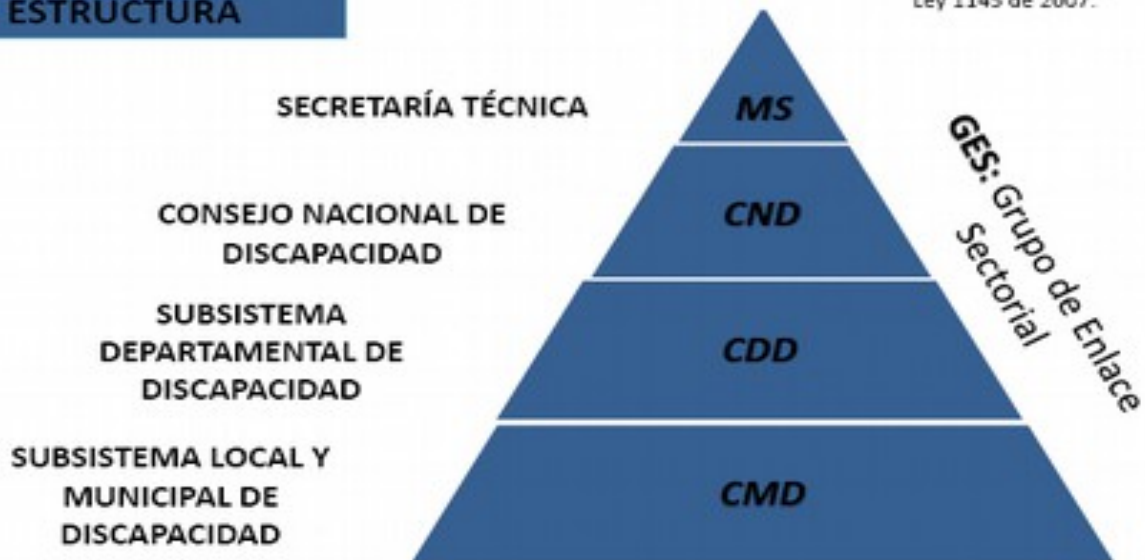 ESTRUCTURA
Ley 1145 de 2007.
SECRETARÍA TÉCNICA
MS
CONSEJO NACIONAL DE
DISCAPACIDAD
CND
SUBSISTEMA
DEPARTAMENTAL DE
DISCAPACIDAD
CDD
SUBSISTEMA LOCAL Y
MUNICIPAL DE
DISCAPACIDAD
CMD
GES: Grupo de Enlace
Sectorial